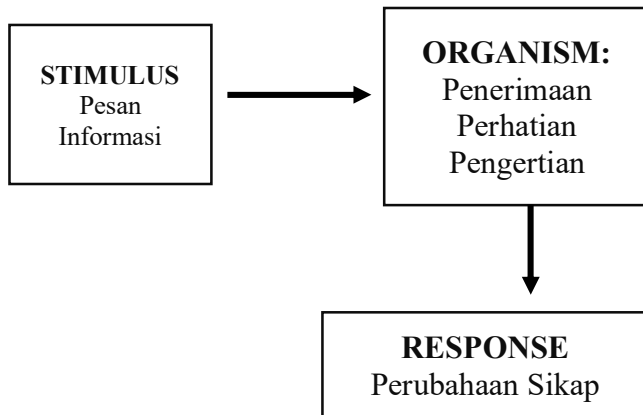 STIMULUS
Pesan
Informasi
ORGANISM:
Penerimaan
Perhatian
Pengertian
RESPONSE
Perubahaan Sikap